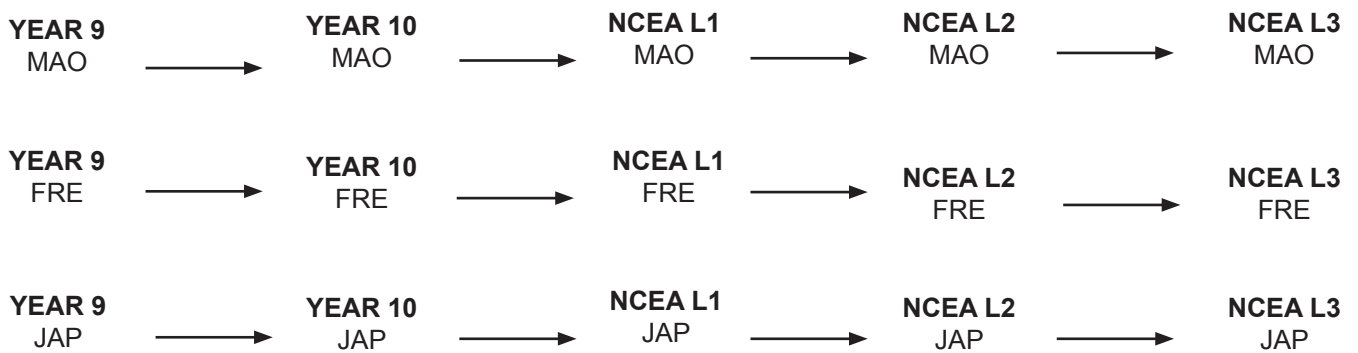 YEAR 9 YEAR 10 NCEA L1 NCEA L2 NCEA L3
MAO MAO MAO MAO MAO
YEAR 9 YEAR 10 NCEA L1 NCEA L2 NCEA L3
FRE FRE FRE FRE FRE
YEAR 9 YEAR 10 NCEA L1 NCEA L2 NCEA L3
JAP JAP JAP JAP JAP